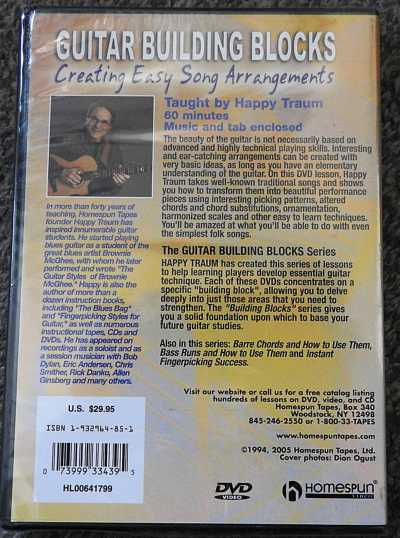 GUITAR BUILDING BLOCKS
Creating Easy Song Arrangements
Taught by Happy Traum
60 minutes
Music and tab enclosed
The beauty of the guitar is not necessarily based on
advanced and highly technical playing skills. Interesting
and ear-catching arrangements can be created with
very basic ideas, as long as you have an elementary
understanding of the guitar. On this DVD lesson, Happy
Traum takes well-known traditional songs and shows
you how to transform them into beautiful performance
pieces using interesting picking patterns, altered
chords and chord substitutions, ornamentation,
harmonized scales and other easy to learn techniques.
You'll be amazed at what you'll be able to do with even
the simplest folk songs.
In more than forty years of
teaching, Homespun Tapes
founder Happy Traum has
inspired innumerable guitar
students. He started playing
blues guitar as a student of the
great blues artist Brownie
McGhee, with whom he later
performed and wrote "The
Guitar Styles of Brownie
McGhee." Happy is also the
author of more than a
dozen instruction books,
including "The Blues Bag"
and "Fingerpicking Styles for
Guitar," as well as numerous
instructional tapes, CDs and
DVDs. He has appeared on
recordings as a soloist and as
a session musician with Bob
Dylan, Eric Andersen, Chris
Smither, Rick Danko, Allen
Ginsberg and many others.
The GUITAR BUILDING BLOCKS Series
HAPPY TRAUM has created this series of lessons
to help learning players develop essential guitar
technique. Each of these DVDs concentrates on a
specific "building block", allowing you to delve
deeply into just those areas that you need to
strengthen. The "Building Blocks" series gives
you a solid foundation upon which to base your
future guitar studies.
Also in this series: Barre Chords and How to Use Them,
Bass Runs and How to Use Them and Instant
Fingerpicking Success.
Visit our website or call us for a free catalog listing
hundreds of lessons on DVD, video, and CD
Homespun Tapes, Box 340
Woodstock, NY 12498
845-246-2550 or 1-800-33-TAPES
www.homespuntapes.com
©1994, 2005 Homespun Tapes, Ltd.
Cover photos: Dion Ogust
U.S. $29.95
ISBN 1-932964-85-1
0 73999 33439 5
HL00641799
DVD
VIDEO
HOMESPUN